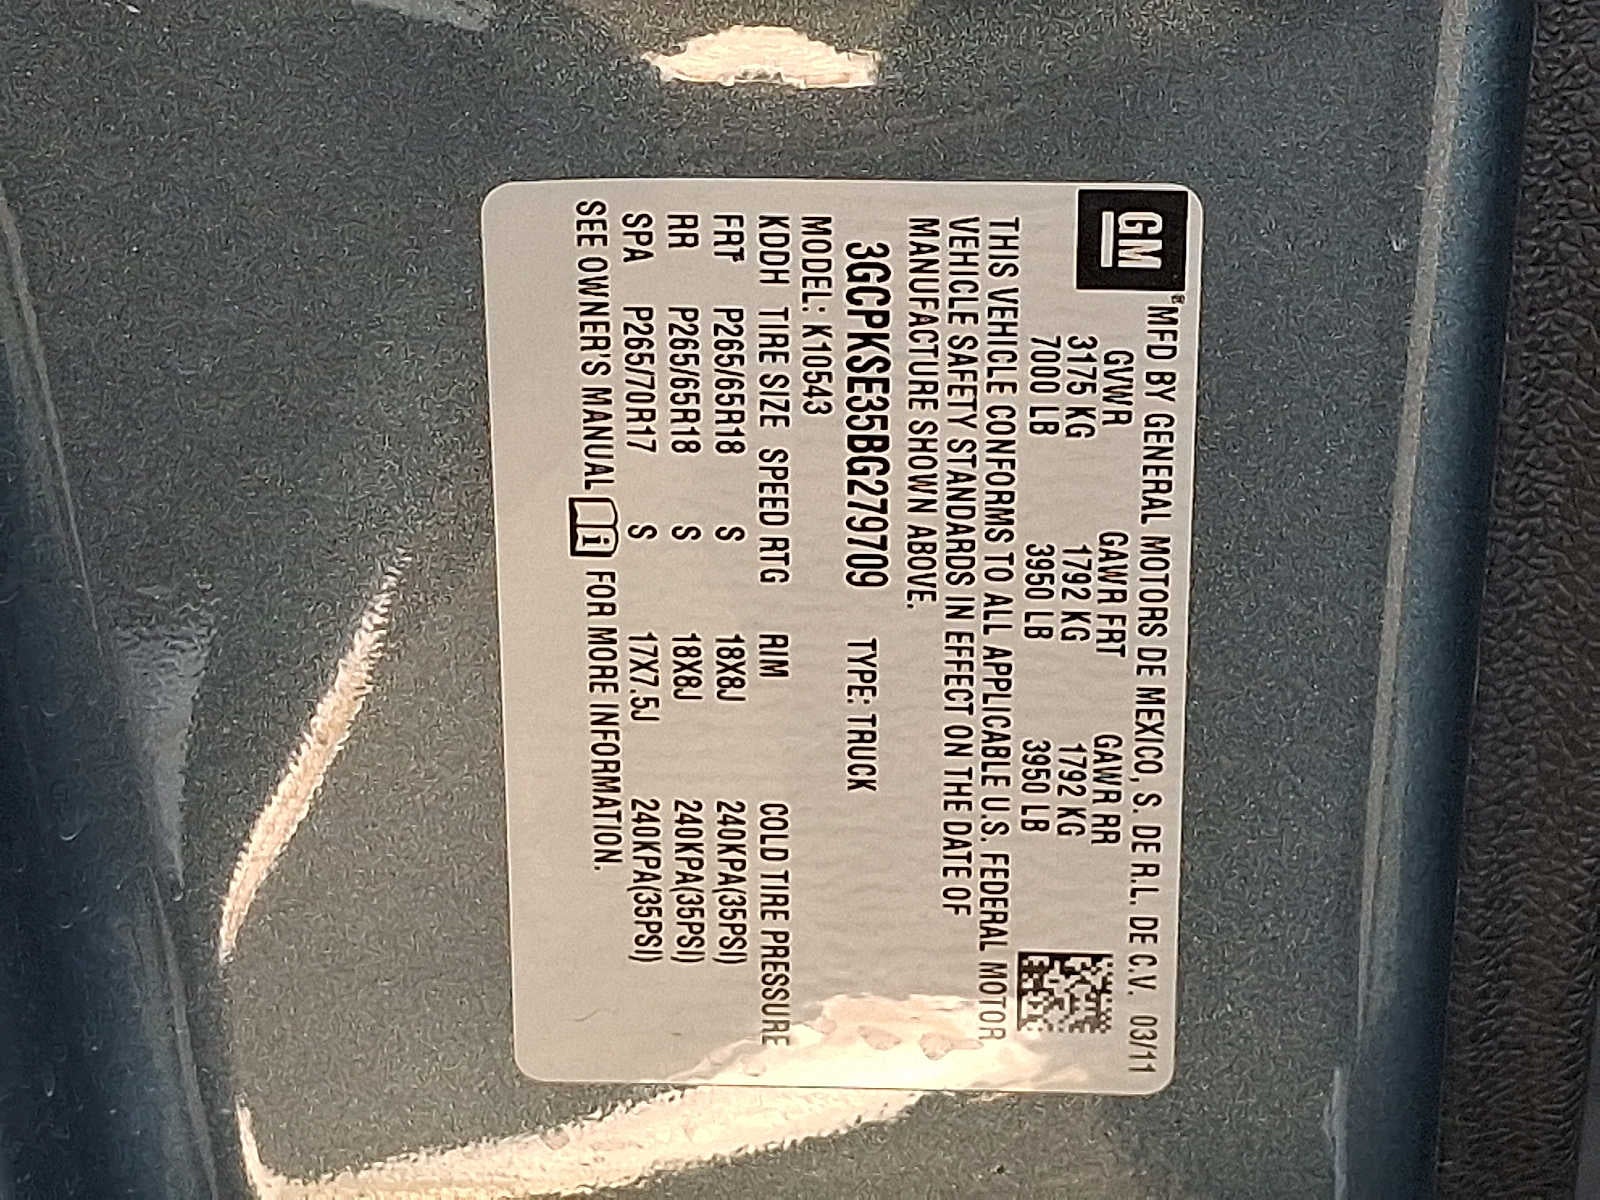 GM® MFD BY GENERAL MOTORS DE MEXICO, S. DE R.L. DE C.V. 03/11
GVWR GAWR FRT GAWR RR
3175 KG 1792 KG 1792 KG
7000 LB 3950 LB 3950 LB
THIS VEHICLE CONFORMS TO ALL APPLICABLE U.S. FEDERAL MOTOR
VEHICLE SAFETY STANDARDS IN EFFECT ON THE DATE OF
MANUFACTURE SHOWN ABOVE.
3GCPKSE35BG279709 TYPE: TRUCK
MODEL: K10543
KDDH TIRE SIZE SPEED RTG RIM COLD TIRE PRESSURE
FRT P265/65R18 S 18X8J 240KPA(35PSI)
RR P265/65R18 S 18X8J 240KPA(35PSI)
SPA P265/70R17 S 17X7.5J 240KPA(35PSI)
SEE OWNER'S MANUAL i FOR MORE INFORMATION.